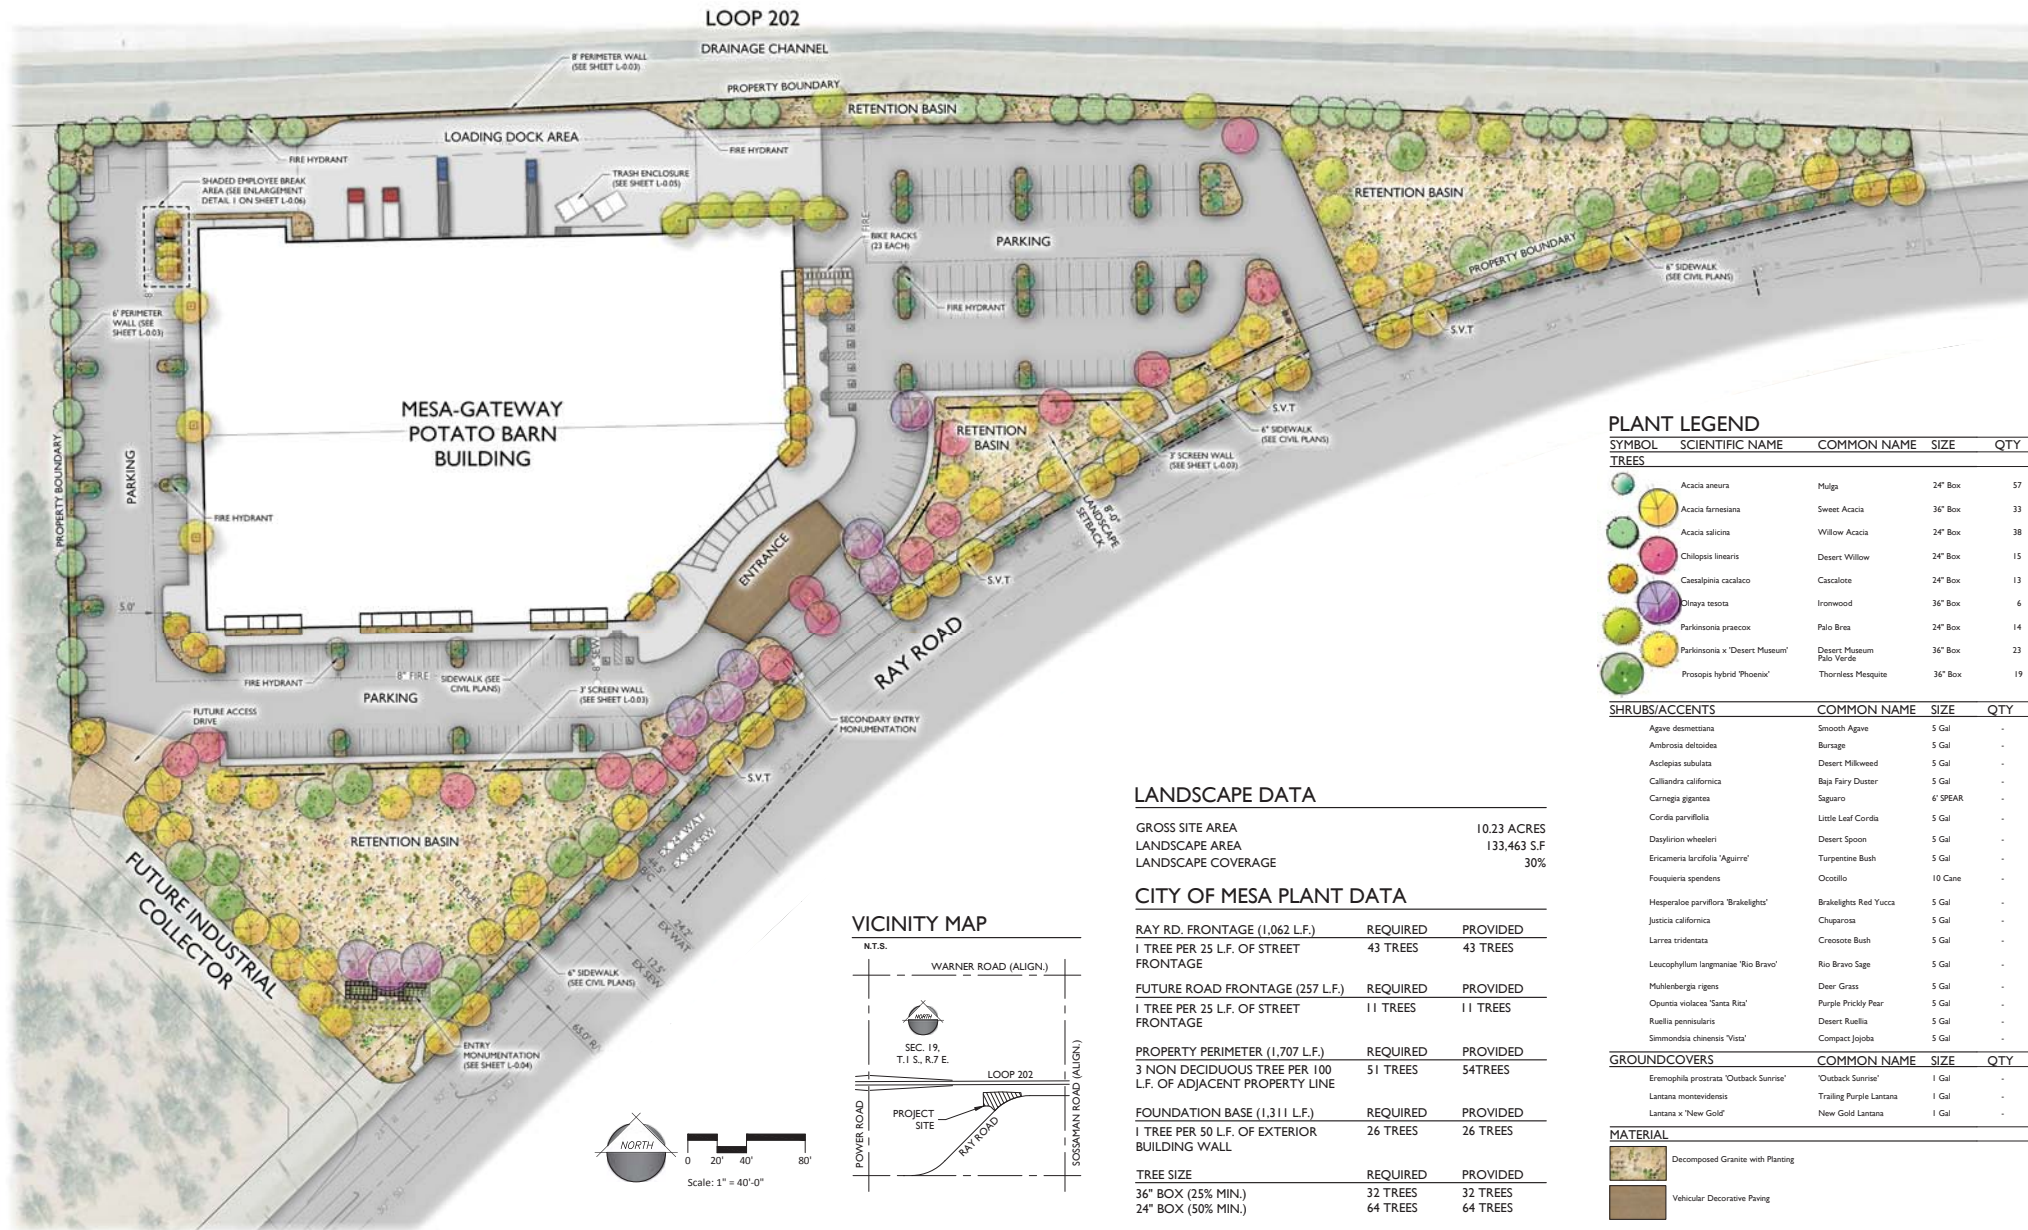 LOOP 202
DRAINAGE CHANNEL
8' PERIMETER WALL
(SEE SHEET L-0.03)
PROPERTY BOUNDARY
RETENTION BASIN
LOADING DOCK AREA
FIRE HYDRANT
FIRE HYDRANT
SHADED EMPLOYEE BREAK
AREA (SEE ENLARGEMENT
DETAIL 1 ON SHEET L-0.06)
TRASH ENCLOSURE
(SEE SHEET L-0.05)
RETENTION BASIN
BIKE RACKS
(23 EACH)
PARKING
PROPERTY BOUNDARY
6" SIDEWALK
(SEE CIVIL PLANS)
FIRE HYDRANT
S.V.T
6' PERIMETER
WALL (SEE
SHEET L-0.03)
MESA-GATEWAY
POTATO BARN
BUILDING
S.V.T
6" SIDEWALK
(SEE CIVIL PLANS)
RETENTION
BASIN
3' SCREEN WALL
(SEE SHEET L-0.03)
8'-0"
LANDSCAPE
SETBACK
PROPERTY BOUNDARY
PARKING
FIRE HYDRANT
ENTRANCE
S.V.T
5.0'
RAY ROAD
8" FIRE
8" SEW
FIRE HYDRANT
SIDEWALK (SEE
CIVIL PLANS)
PARKING
3' SCREEN WALL
(SEE SHEET L-0.03)
FUTURE ACCESS
DRIVE
SECONDARY ENTRY
MONUMENTATION
S.V.T
RETENTION BASIN
EX 24" WAT
EX 30" SEW
44.5'
B/C
24.2'
EX WAT
12.5'
EX SEW
65.0' R/W
FUTURE INDUSTRIAL
COLLECTOR
6" SIDEWALK
(SEE CIVIL PLANS)
ENTRY
MONUMENTATION
(SEE SHEET L-0.04)
NORTH
0 20' 40' 80'
Scale: 1" = 40'-0"
VICINITY MAP
N.T.S.
WARNER ROAD (ALIGN.)
NORTH
SEC. 19,
T.1 S., R.7 E.
LOOP 202
PROJECT
SITE
RAY ROAD
POWER ROAD
SOSSAMAN ROAD (ALIGN.)
LANDSCAPE DATA
GROSS SITE AREA 10.23 ACRES
LANDSCAPE AREA 133,463 S.F
LANDSCAPE COVERAGE 30%
CITY OF MESA PLANT DATA
RAY RD. FRONTAGE (1,062 L.F.) REQUIRED PROVIDED
1 TREE PER 25 L.F. OF STREET 43 TREES 43 TREES
FRONTAGE
FUTURE ROAD FRONTAGE (257 L.F.) REQUIRED PROVIDED
1 TREE PER 25 L.F. OF STREET 11 TREES 11 TREES
FRONTAGE
PROPERTY PERIMETER (1,707 L.F.) REQUIRED PROVIDED
3 NON DECIDUOUS TREE PER 100 51 TREES 54TREES
L.F. OF ADJACENT PROPERTY LINE
FOUNDATION BASE (1,311 L.F.) REQUIRED PROVIDED
1 TREE PER 50 L.F. OF EXTERIOR 26 TREES 26 TREES
BUILDING WALL
TREE SIZE REQUIRED PROVIDED
36" BOX (25% MIN.) 32 TREES 32 TREES
24" BOX (50% MIN.) 64 TREES 64 TREES
PLANT LEGEND
SYMBOL SCIENTIFIC NAME COMMON NAME SIZE QTY
TREES
Acacia aneura Mulga 24" Box 57
Acacia farnesiana Sweet Acacia 36" Box 33
Acacia salicina Willow Acacia 24" Box 38
Chilopsis linearis Desert Willow 24" Box 15
Caesalpinia cacalaco Cascalote 24" Box 13
Olnaya tesota Ironwood 36" Box 6
Parkinsonia praecox Palo Brea 24" Box 14
Parkinsonia x 'Desert Museum' Desert Museum 36" Box 23
Palo Verde
Prosopis hybrid 'Phoenix' Thornless Mesquite 36" Box 19
SHRUBS/ACCENTS COMMON NAME SIZE QTY
Agave desmettiana Smooth Agave 5 Gal -
Ambrosia deltoidea Bursage 5 Gal -
Asclepias subulata Desert Milkweed 5 Gal -
Calliandra californica Baja Fairy Duster 5 Gal -
Carnegia gigantea Saguaro 6' SPEAR -
Cordia parvifolia Little Leaf Cordia 5 Gal -
Dasylirion wheeleri Desert Spoon 5 Gal -
Ericameria larcifolia 'Aguirre' Turpentine Bush 5 Gal -
Fouquieria spendens Ocotillo 10 Cane -
Hesperaloe parviflora 'Brakelights' Brakelights Red Yucca 5 Gal -
Justicia californica Chuparosa 5 Gal -
Larrea tridentata Creosote Bush 5 Gal -
Leucophyllum langmaniae 'Rio Bravo' Rio Bravo Sage 5 Gal -
Muhlenbergia rigens Deer Grass 5 Gal -
Opuntia violacea 'Santa Rita' Purple Prickly Pear 5 Gal -
Ruellia pennisularis Desert Ruellia 5 Gal -
Simmondsia chinensis 'Vista' Compact Jojoba 5 Gal -
GROUNDCOVERS COMMON NAME SIZE QTY
Eremophila prostrata 'Outback Sunrise' 'Outback Sunrise' 1 Gal -
Lantana montevidensis Trailing Purple Lantana 1 Gal -
Lantana x 'New Gold' New Gold Lantana 1 Gal -
MATERIAL
Decomposed Granite with Planting
Vehicular Decorative Paving